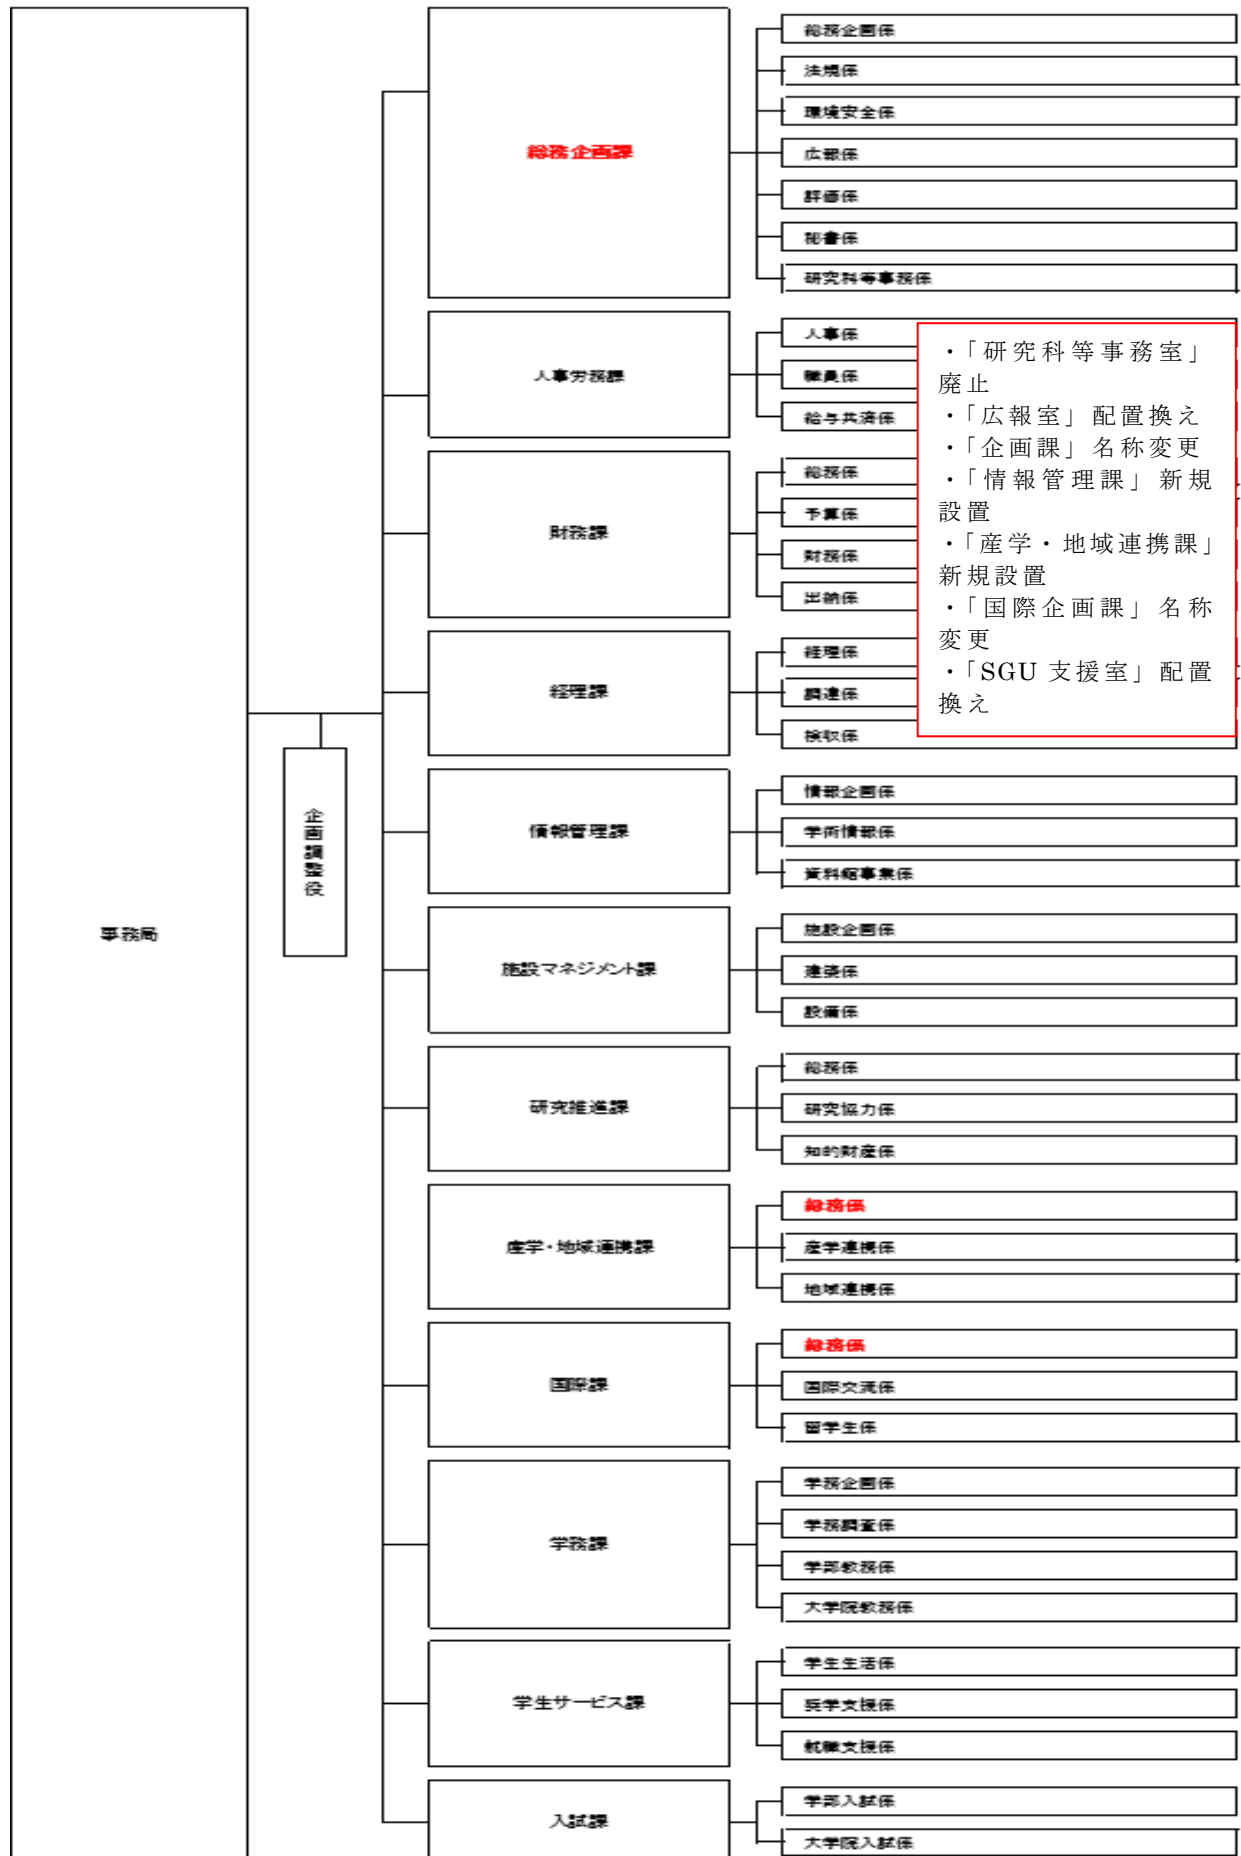 事務局
企画調整役
総務企画課
総務企画係
法規係
環境安全係
広報係
評価係
秘書係
研究科等事務係
人事労務課
人事係
職員係
給与共済係
財務課
総務係
予算係
財務係
出納係
経理課
経理係
調達係
検収係
・「研究科等事務室」
廃止
・「広報室」配置換え
・「企画課」名称変更
・「情報管理課」新規
設置
・「産学・地域連携課」
新規設置
・「国際企画課」名称
変更
・「SGU 支援室」配置
換え
情報管理課
情報企画係
学術情報係
資料館事業係
施設マネジメント課
施設企画係
建築係
設備係
研究推進課
総務係
研究協力係
知的財産係
産学・地域連携課
総務係
産学連携係
地域連携係
国際課
総務係
国際交流係
留学生係
学務課
学務企画係
学務調査係
学部教務係
大学院教務係
学生サービス課
学生生活係
奨学支援係
就職支援係
入試課
学部入試係
大学院入試係